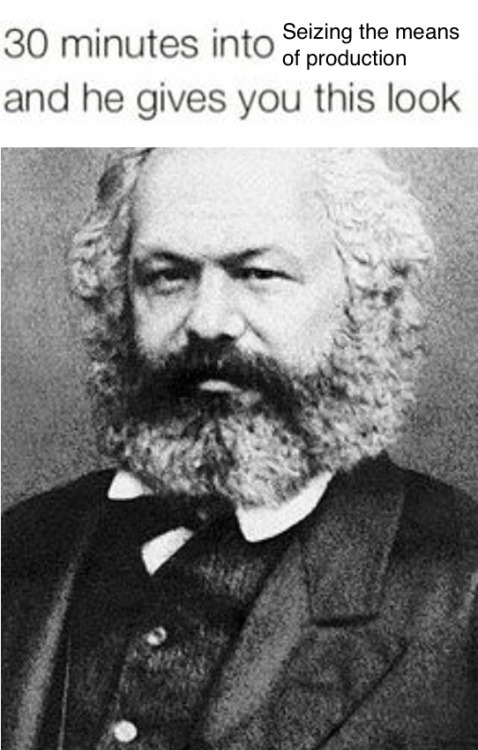 30 minutes into Seizing the means
of production
and he gives you this look